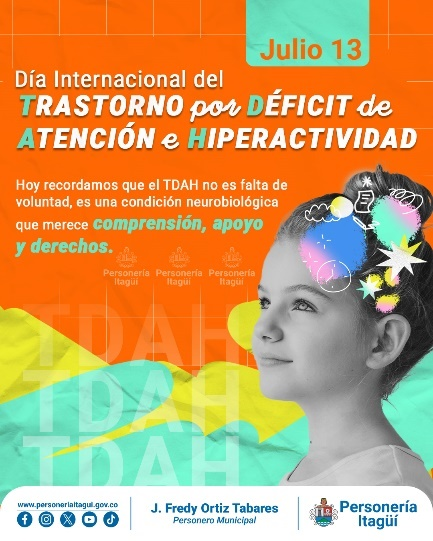 Julio 13
Día Internacional del
TRASTORNO por DÉFICIT de
ATENCIÓN e HIPERACTIVIDAD
Hoy recordamos que el TDAH no es falta de
voluntad, es una condición neurobiológica
que merece comprensión, apoyo
y derechos.
Personería Personería Personería
Itagüí Itagüí Itagüí
TDAH
TDAH
TDAH
www.personeriaitagui.gov.co
J. Fredy Ortiz Tabares
Personero Municipal
Personería
Itagüí